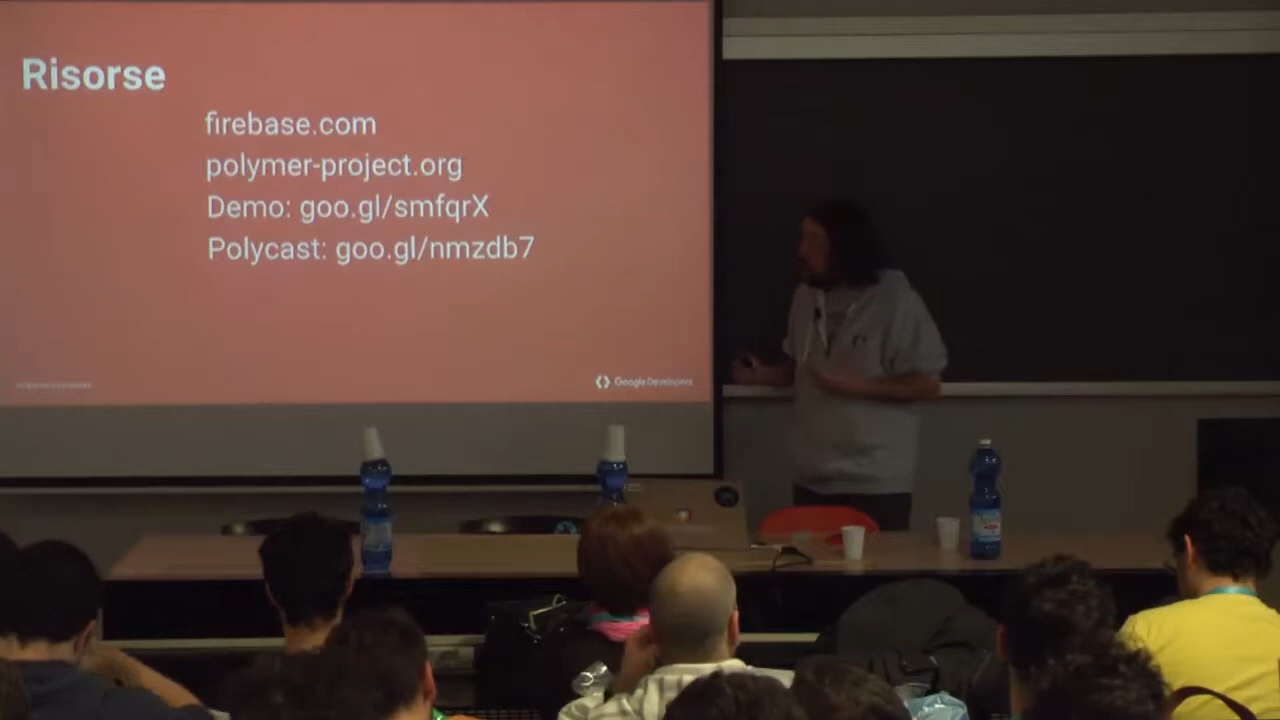 Risorse
firebase.com
polymer-project.org
Demo: goo.gl/smfqrX
Polycast: goo.gl/nmzdb7
Google Developers